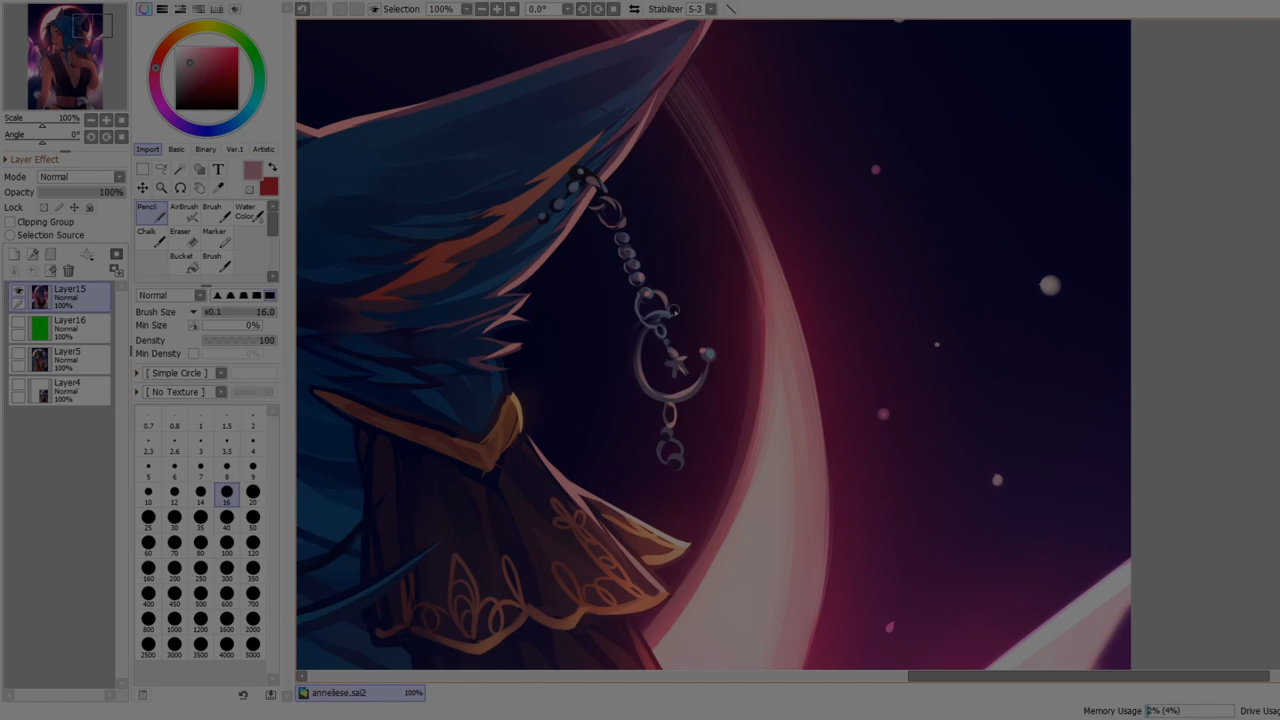 Selection 100% 0.0° Stabilizer S-3
Scale 100%
Angle 0°
Layer Effect
Mode Normal
Opacity 100%
Lock
Clipping Group
Selection Source
Layer15
Normal
100%
Layer16
Normal
100%
Layer5
Normal
100%
Layer4
Normal
100%
Import Basic Binary Ver.1 Artistic
T
Pencil AirBrush Brush Water Color
Chalk Eraser Marker
Bucket Brush
Normal
Brush Size x0.1 16.0
Min Size 0%
Density 100
Min Density 0%
[ Simple Circle ]
[ No Texture ]
0.7 0.8 1 1.5 2
2.3 2.6 3 3.5 4
5 6 7 8 9
10 12 14 16 20
25 30 35 40 50
60 70 80 100 120
160 200 250 300 350
400 450 500 600 700
800 1000 1200 1600 2000
2500 3000 3500 4000 5000
anneliese.sai2 100%
Memory Usage 2% (4%) Drive Usa